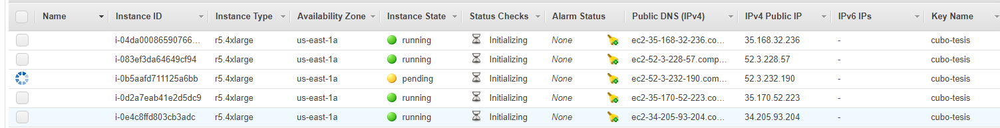 Name Instance ID Instance Type Availability Zone Instance State Status Checks Alarm Status Public DNS (IPv4) IPv4 Public IP IPv6 IPs Key Name
i-04da00086590766... r5.4xlarge us-east-1a running Initializing None ec2-35-168-32-236.co... 35.168.32.236 - cubo-tesis
i-083ef3da64649cf94 r5.4xlarge us-east-1a running Initializing None ec2-52-3-228-57.comp... 52.3.228.57 - cubo-tesis
i-0b5aafd711125a6bb r5.4xlarge us-east-1a pending Initializing None ec2-52-3-232-190.com... 52.3.232.190 - cubo-tesis
i-0d2a7eab41e2d5dc9 r5.4xlarge us-east-1a running Initializing None ec2-35-170-52-223.co... 35.170.52.223 - cubo-tesis
i-0e4c8ffd803cb3adc r5.4xlarge us-east-1a running Initializing None ec2-34-205-93-204.co... 34.205.93.204 - cubo-tesis